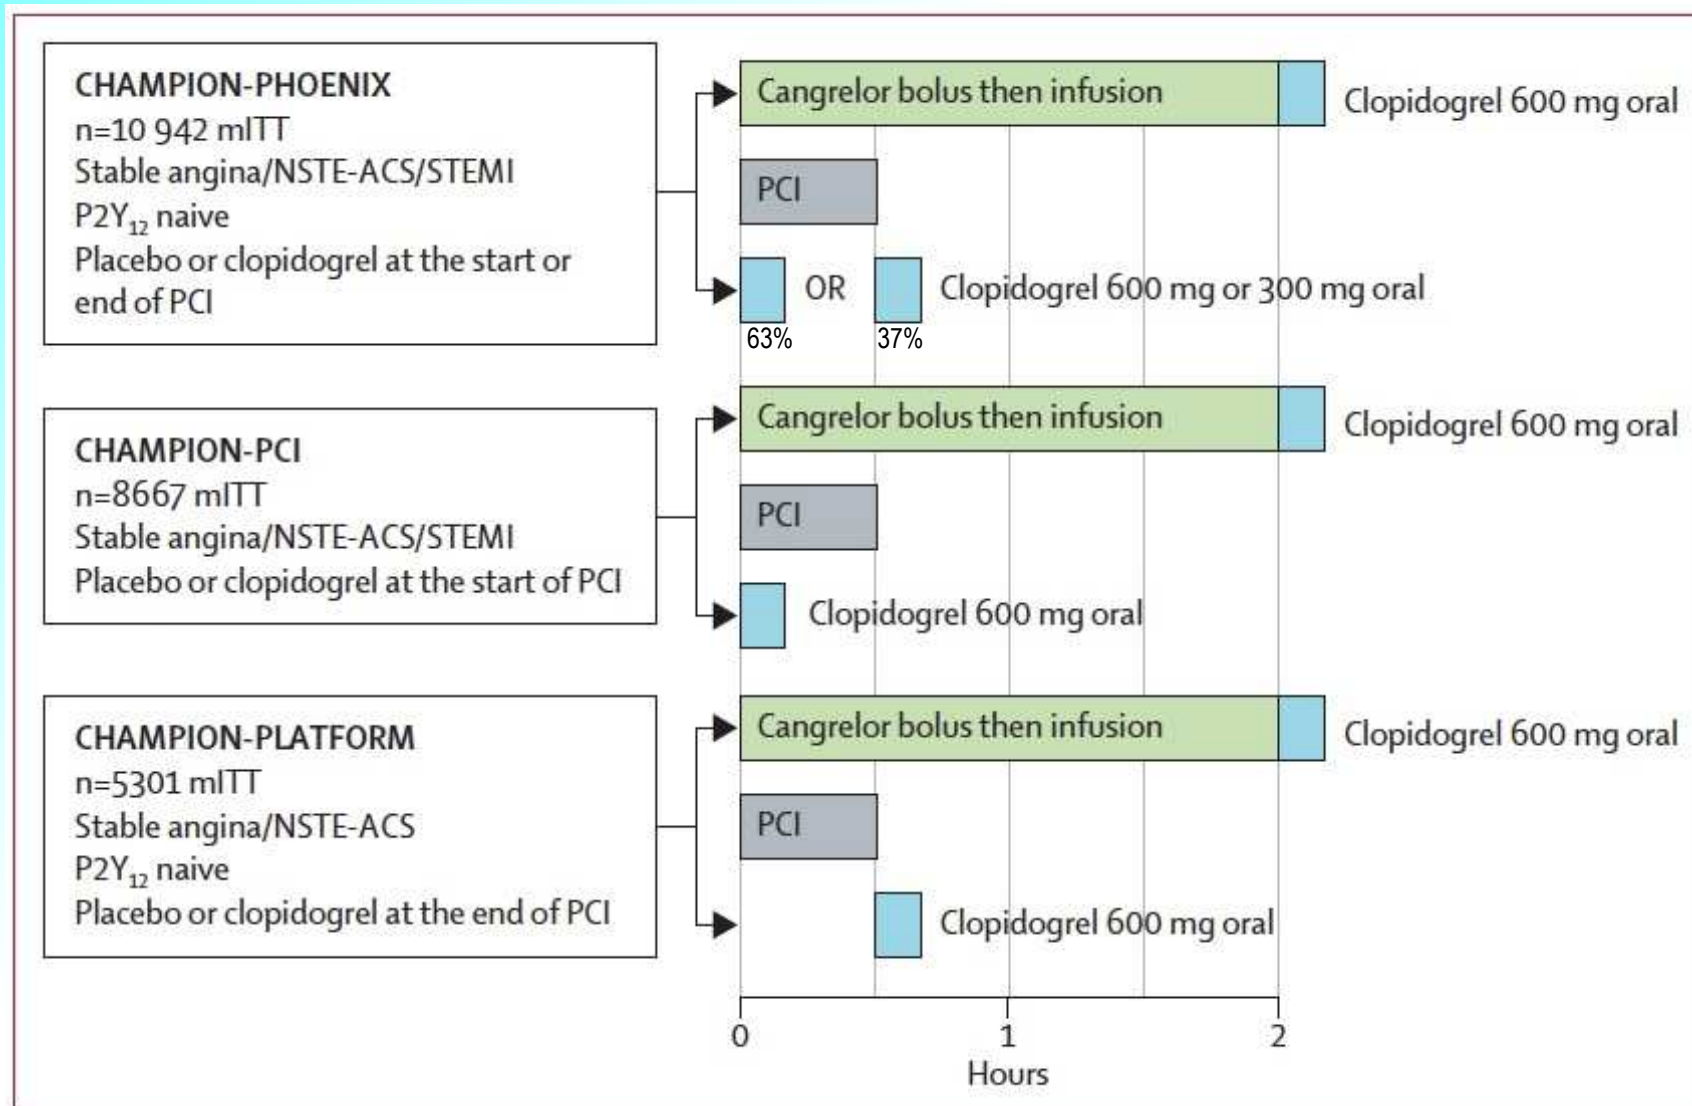 CHAMPION-PHOENIX
n=10 942 mITT
Stable angina/NSTE-ACS/STEMI
P2Y₁₂ naive
Placebo or clopidogrel at the start or
end of PCI
Cangrelor bolus then infusion
Clopidogrel 600 mg oral
PCI
OR
Clopidogrel 600 mg or 300 mg oral
63%
37%
CHAMPION-PCI
n=8667 mITT
Stable angina/NSTE-ACS/STEMI
Placebo or clopidogrel at the start of PCI
Cangrelor bolus then infusion
Clopidogrel 600 mg oral
PCI
Clopidogrel 600 mg oral
CHAMPION-PLATFORM
n=5301 mITT
Stable angina/NSTE-ACS
P2Y₁₂ naive
Placebo or clopidogrel at the end of PCI
Cangrelor bolus then infusion
Clopidogrel 600 mg oral
PCI
Clopidogrel 600 mg oral
0 1 2
Hours